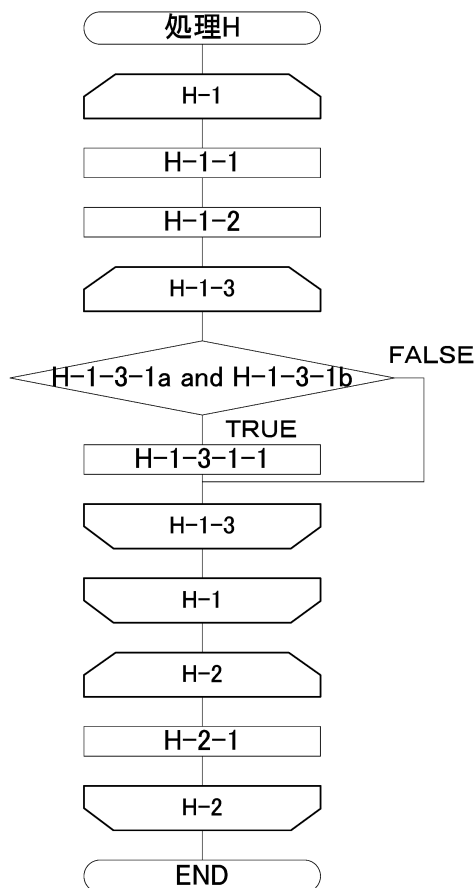 処理H
H-1
H-1-1
H-1-2
H-1-3
FALSE
H-1-3-1a and H-1-3-1b
TRUE
H-1-3-1-1
H-1-3
H-1
H-2
H-2-1
H-2
END